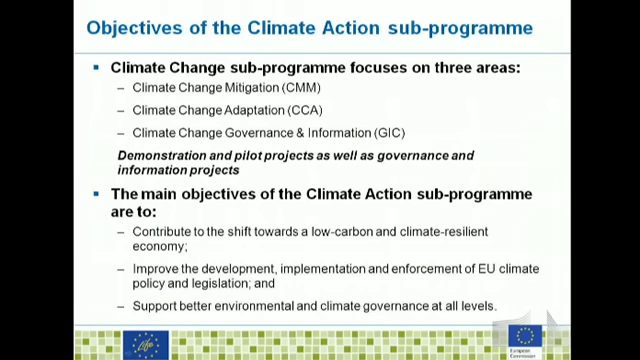 Objectives of the Climate Action sub-programme
▪ Climate Change sub-programme focuses on three areas:
– Climate Change Mitigation (CMM)
– Climate Change Adaptation (CCA)
– Climate Change Governance & Information (GIC)
Demonstration and pilot projects as well as governance and
information projects
▪ The main objectives of the Climate Action sub-programme
are to:
– Contribute to the shift towards a low-carbon and climate-resilient
economy;
– Improve the development, implementation and enforcement of EU climate
policy and legislation; and
– Support better environmental and climate governance at all levels.
Life
European
Commission